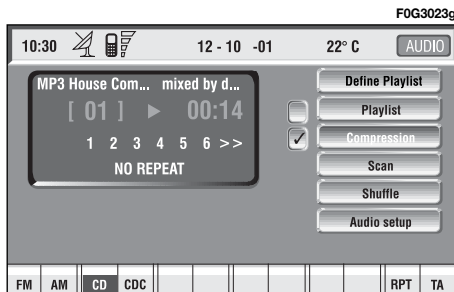 F0G3023g
10:30 12 - 10 -01 22° C AUDIO
MP3 House Com... mixed by d...
[ 01 ] 00:14
1 2 3 4 5 6 >>
NO REPEAT
Define Playlist
Playlist
Compression
Scan
Shuffle
Audio setup
FM AM CD CDC RPT TA